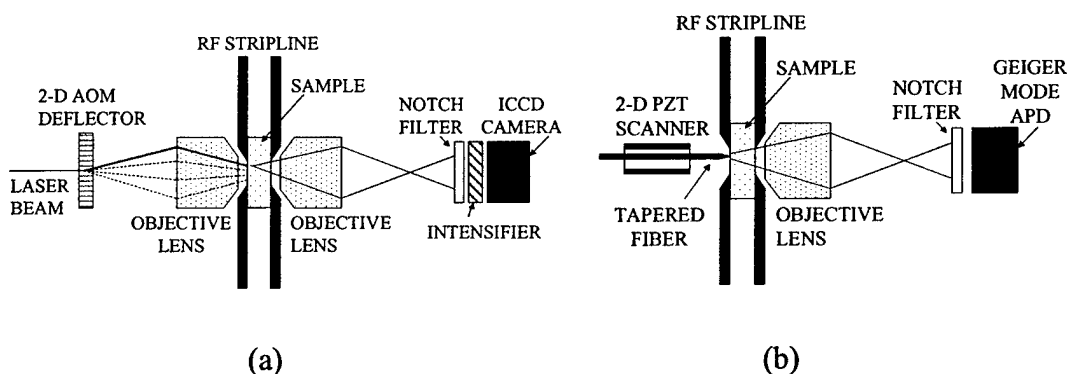 RF STRIPLINE
SAMPLE
2-D AOM
DEFLECTOR
NOTCH
FILTER
ICCD
CAMERA
LASER
BEAM
OBJECTIVE
LENS
OBJECTIVE
LENS
INTENSIFIER
(a)
RF STRIPLINE
SAMPLE
2-D PZT
SCANNER
NOTCH
FILTER
GEIGER
MODE
APD
TAPERED
FIBER
OBJECTIVE
LENS
(b)